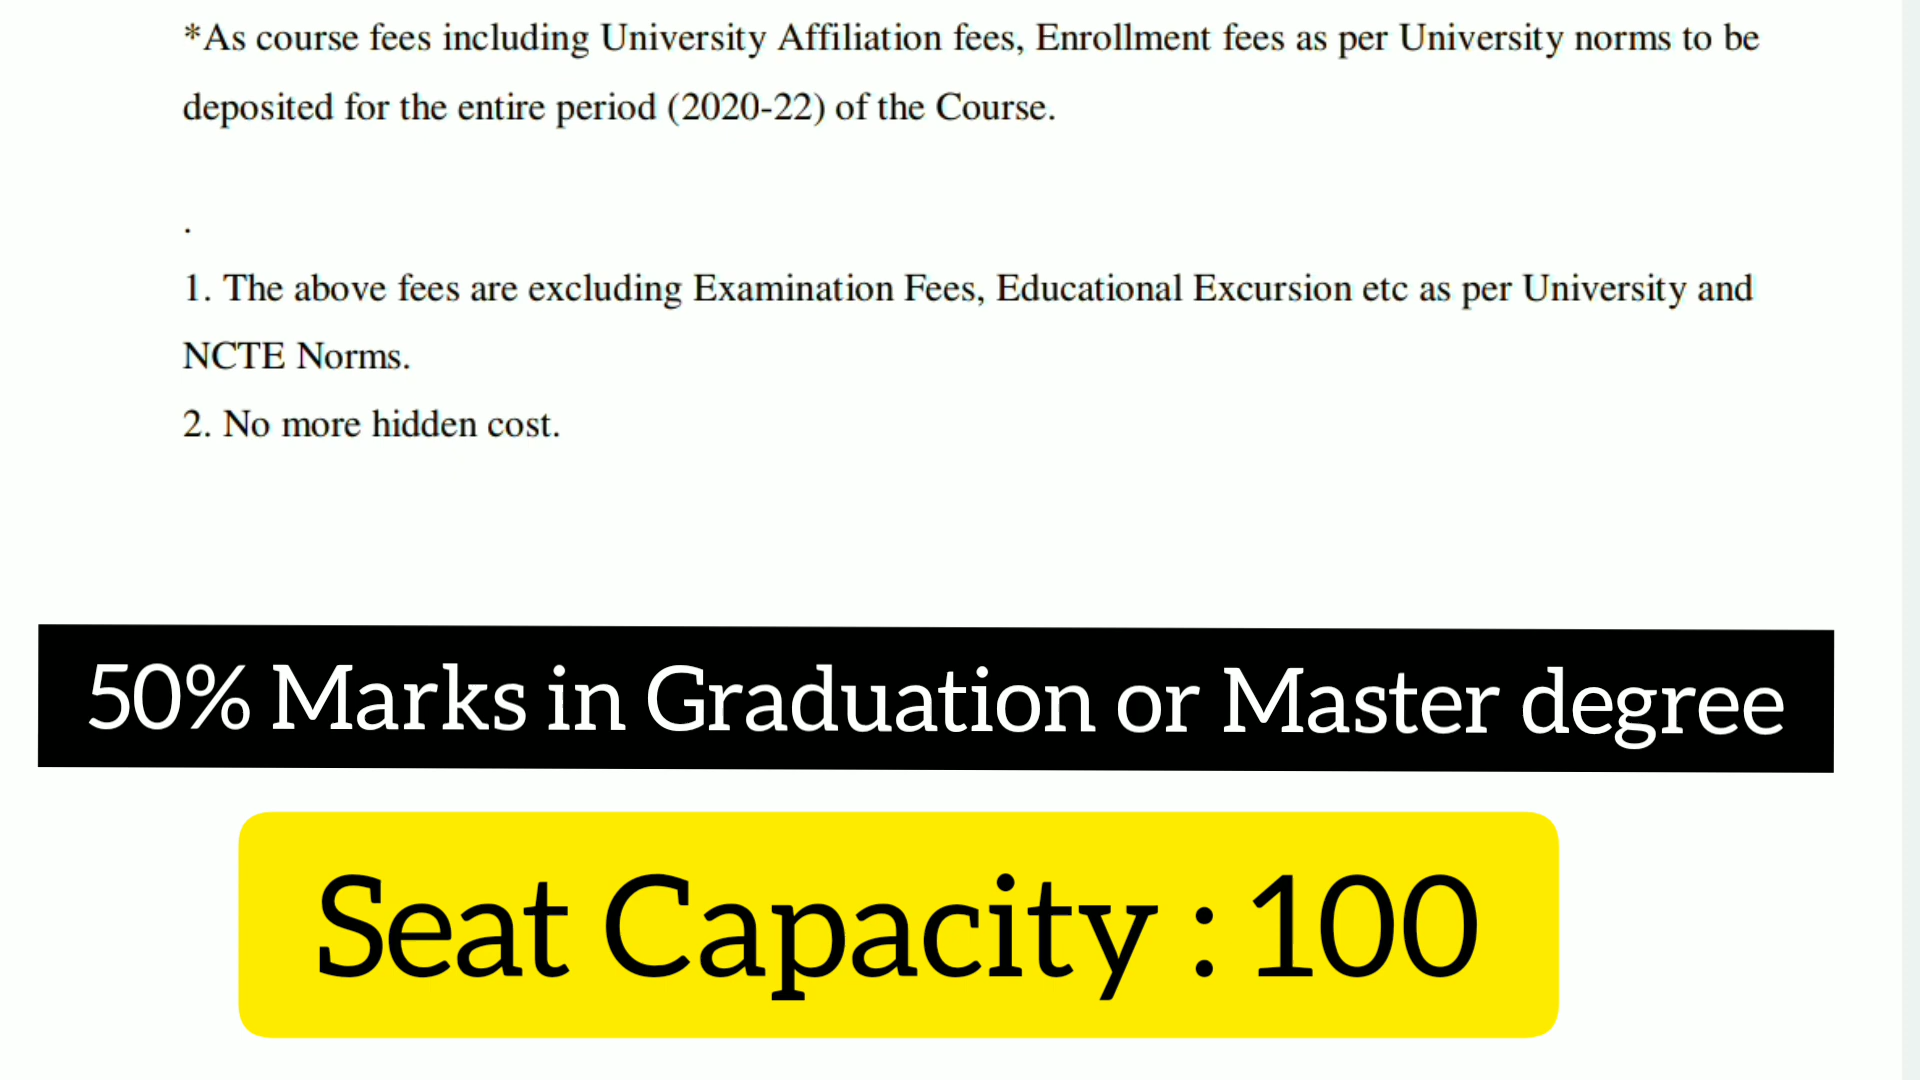 *As course fees including University Affiliation fees, Enrollment fees as per University norms to be
deposited for the entire period (2020-22) of the Course.
.
1. The above fees are excluding Examination Fees, Educational Excursion etc as per University and
NCTE Norms.
2. No more hidden cost.
50% Marks in Graduation or Master degree
Seat Capacity : 100